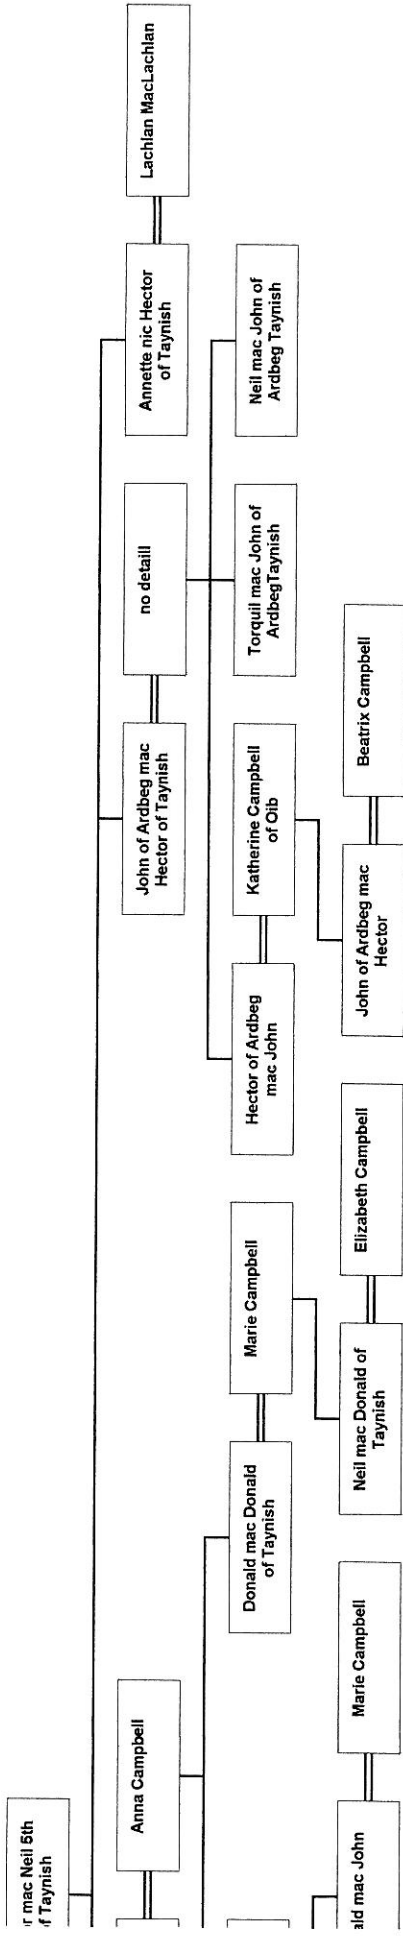 r mac Neil 5th
f Taynish
Anna Campbell
John of Ardbeg mac
Hector of Taynish
no detaill
Annette nic Hector
of Taynish
Lachlan MacLachlan
Donald mac Donald
of Taynish
Marie Campbell
Hector of Ardbeg
mac John
Katherine Campbell
of Oib
Torquil mac John of
ArdbegTaynish
Neil mac John of
Ardbeg Taynish
ald mac John
Marie Campbell
Neil mac Donald of
Taynish
Elizabeth Campbell
John of Ardbeg mac
Hector
Beatrix Campbell